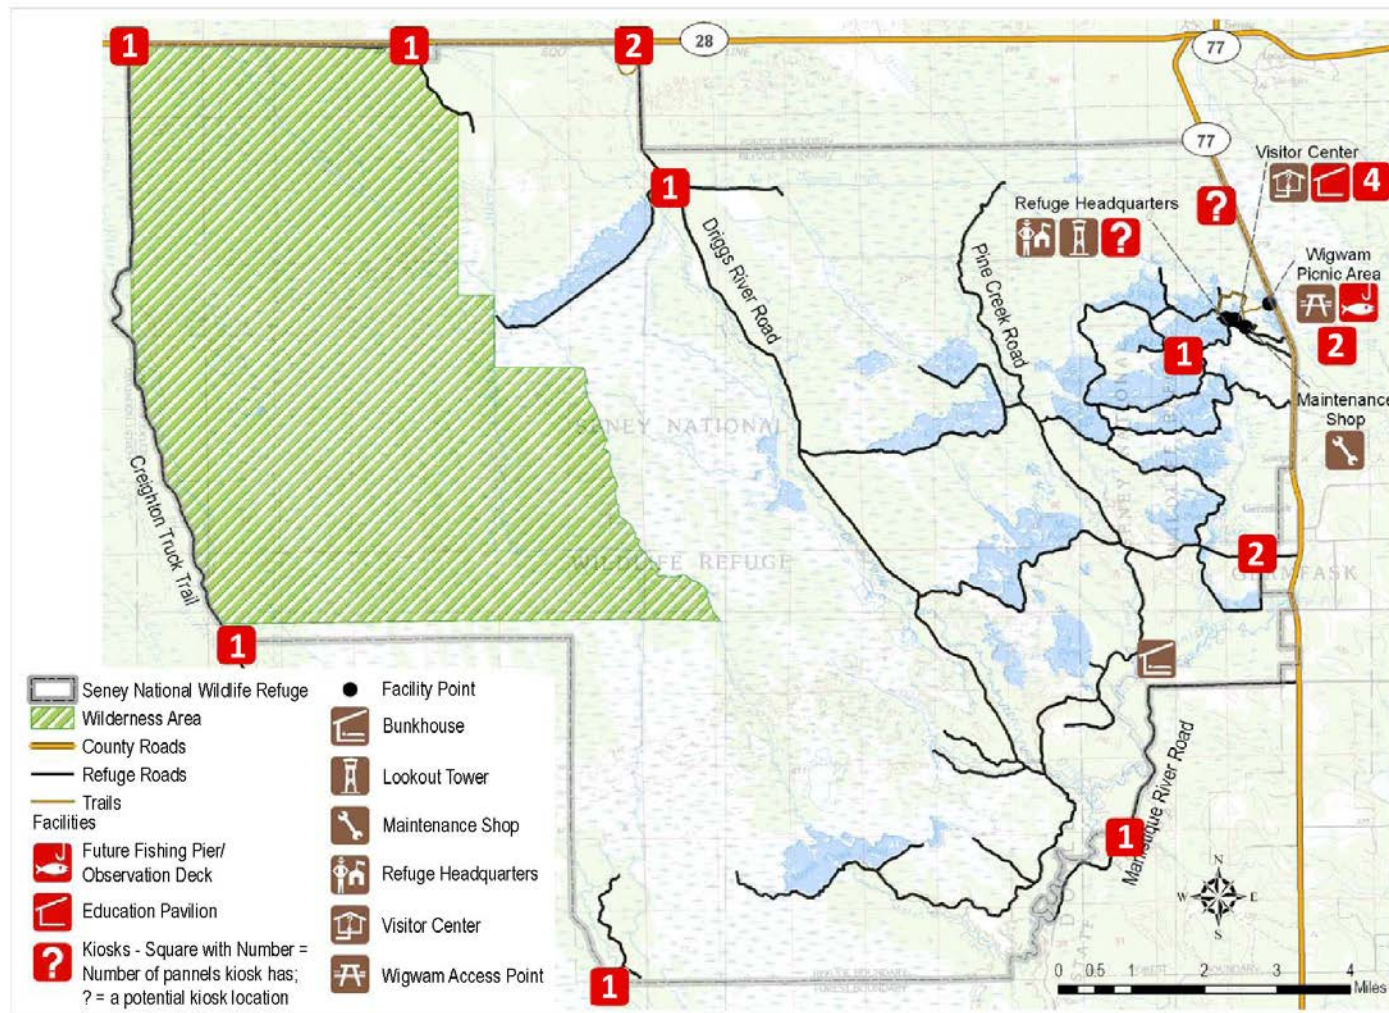 1
1
2
28
77
77
Visitor Center
4
?
Refuge Headquarters
?
1
Driggs River Road
Pine Creek Road
Wigwam
Picnic Area
2
1
Maintenance
Shop
SENEY NATIONAL
WILDLIFE REFUGE
Creighton Truck Trail
2
GERMFASK
1
Manistique River Road
1
1
Seney National Wildlife Refuge
Wilderness Area
County Roads
Refuge Roads
Trails
Facilities
Future Fishing Pier/
Observation Deck
Education Pavilion
?
Kiosks - Square with Number =
Number of pannels kiosk has;
? = a potential kiosk location
Facility Point
Bunkhouse
Lookout Tower
Maintenance Shop
Refuge Headquarters
Visitor Center
Wigwam Access Point
N
W E
S
0 0.5 1 2 3 4
Miles